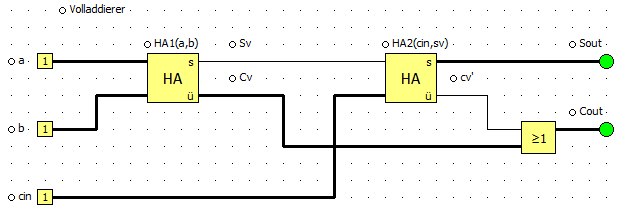 Volladdierer
HA1(a,b) Sv HA2(cin,sv) Sout
a 1 HA s HA s
Cv cv'
ü ü Cout
b 1 ≥1
cin 1